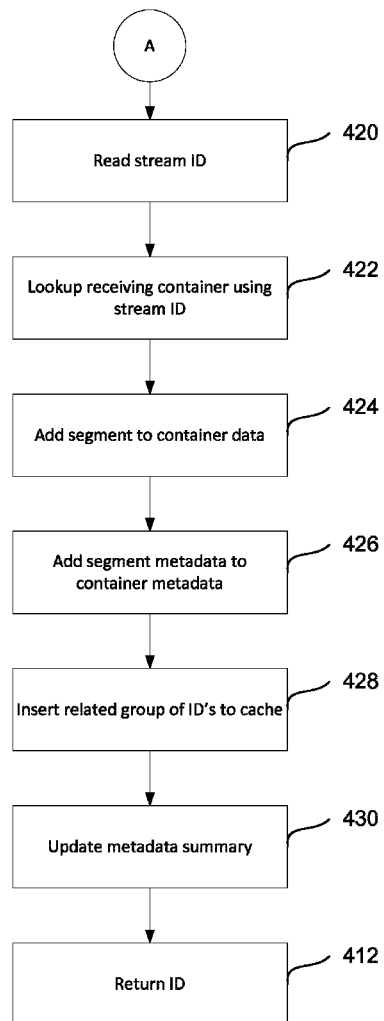 A
Read stream ID
420
Lookup receiving container using
stream ID
422
Add segment to container data
424
Add segment metadata to
container metadata
426
Insert related group of ID's to cache
428
Update metadata summary
430
Return ID
412